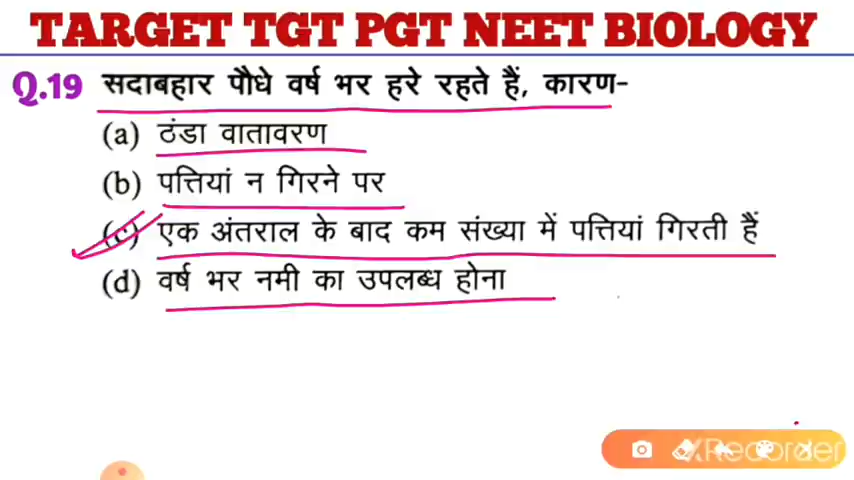 TARGET TGT PGT NEET BIOLOGY
Q.19 सदाबहार पौधे वर्ष भर हरे रहते हैं, कारण-
(a) ठंडा वातावरण
(b) पत्तियां न गिरने पर
(c) एक अंतराल के बाद कम संख्या में पत्तियां गिरती हैं
(d) वर्ष भर नमी का उपलब्ध होना
XRecorder